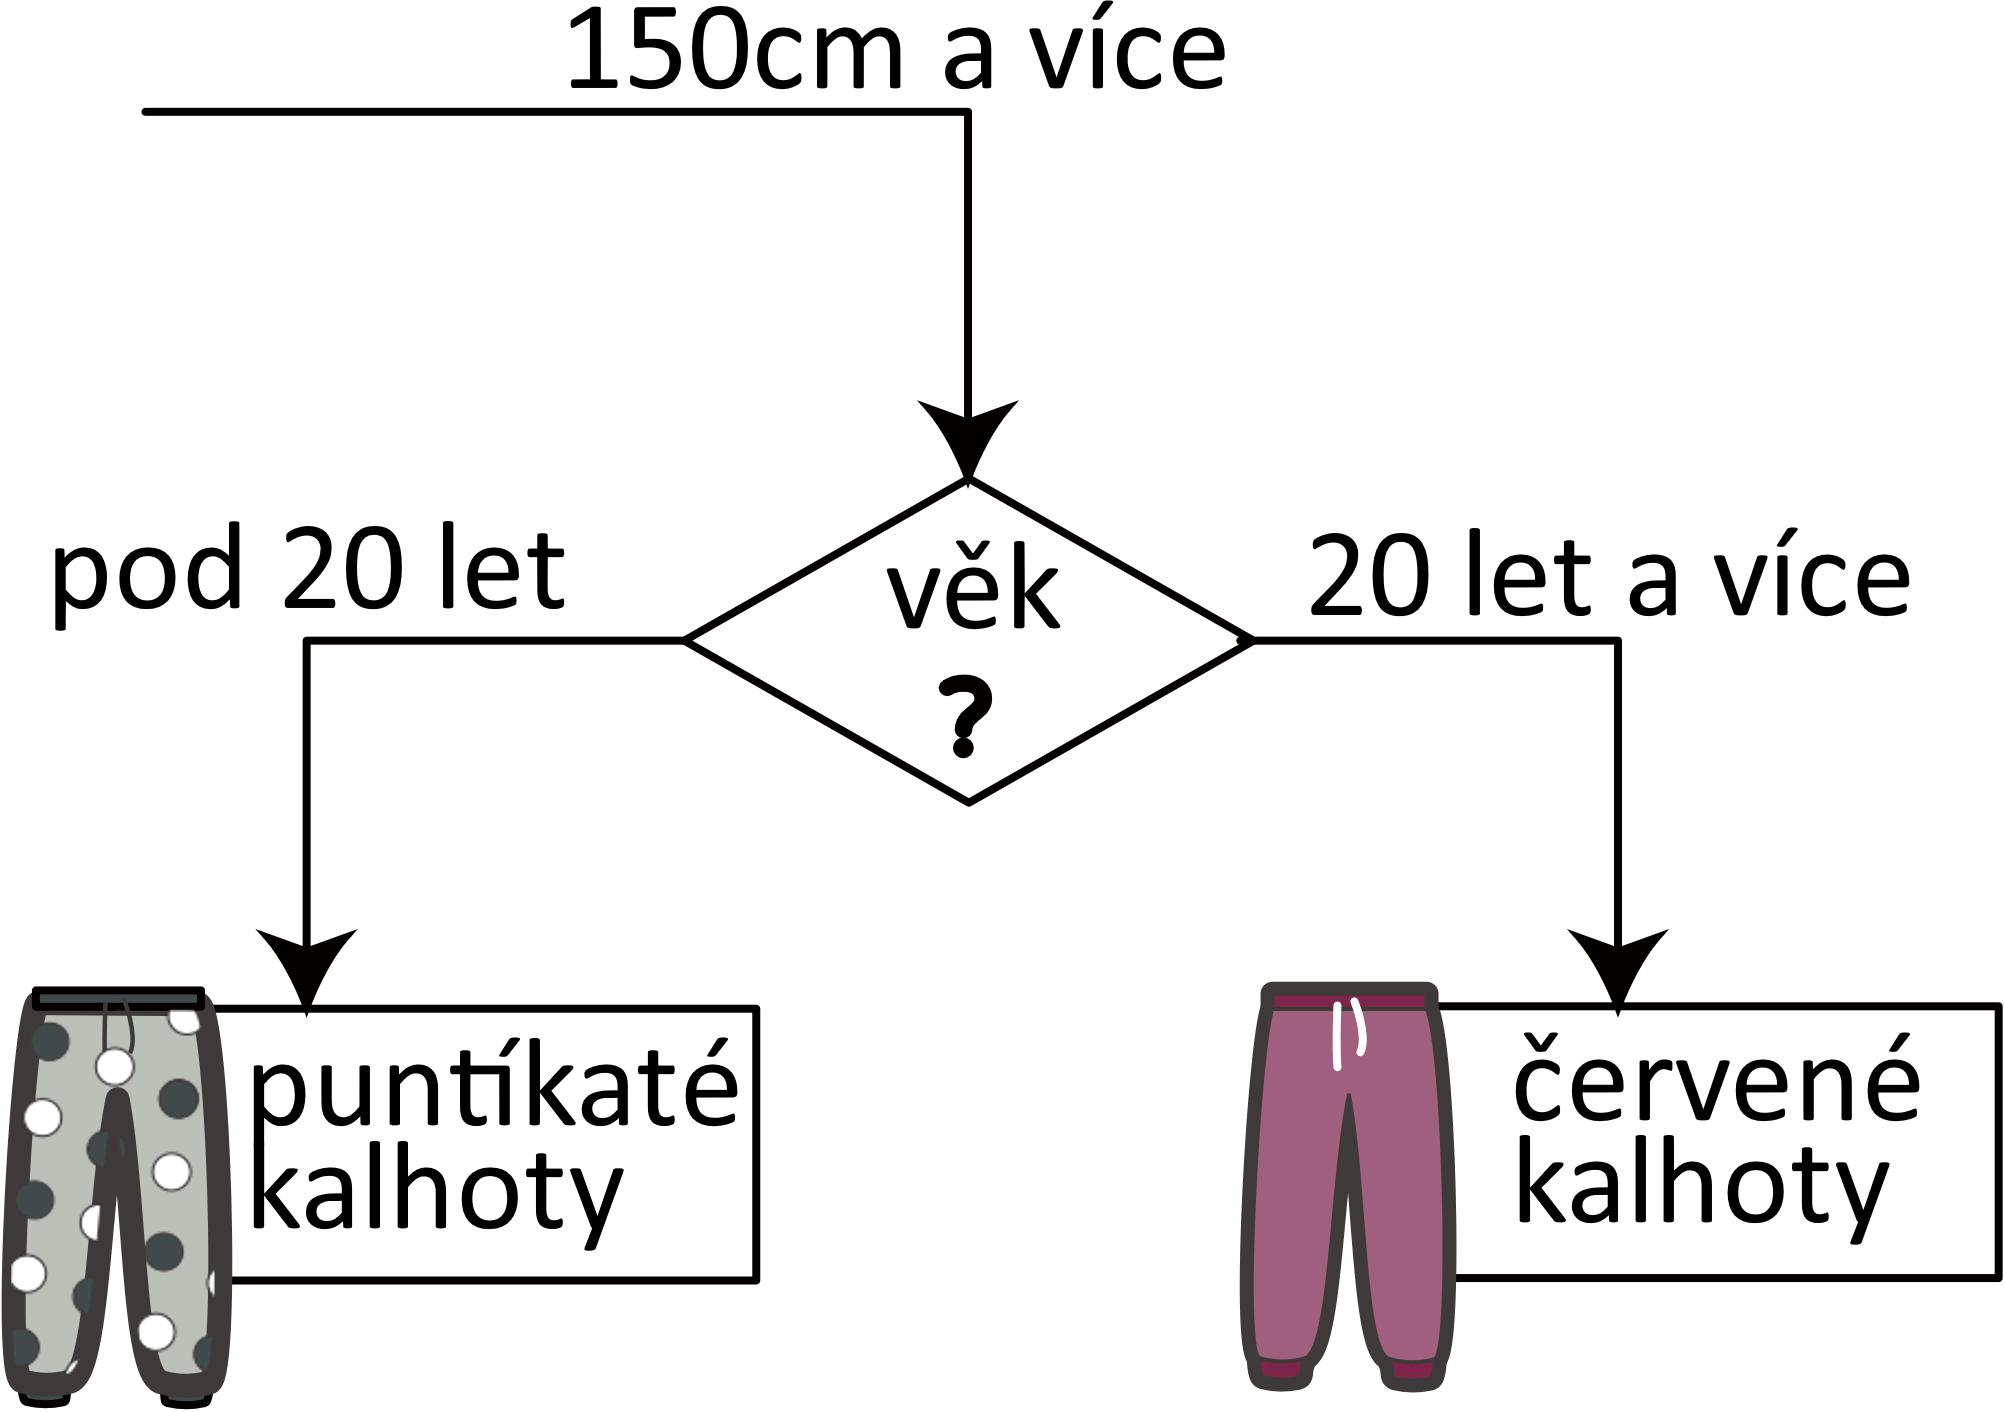 150cm a více
pod 20 let
věk
?
20 let a více
puntíkaté
kalhoty
červené
kalhoty